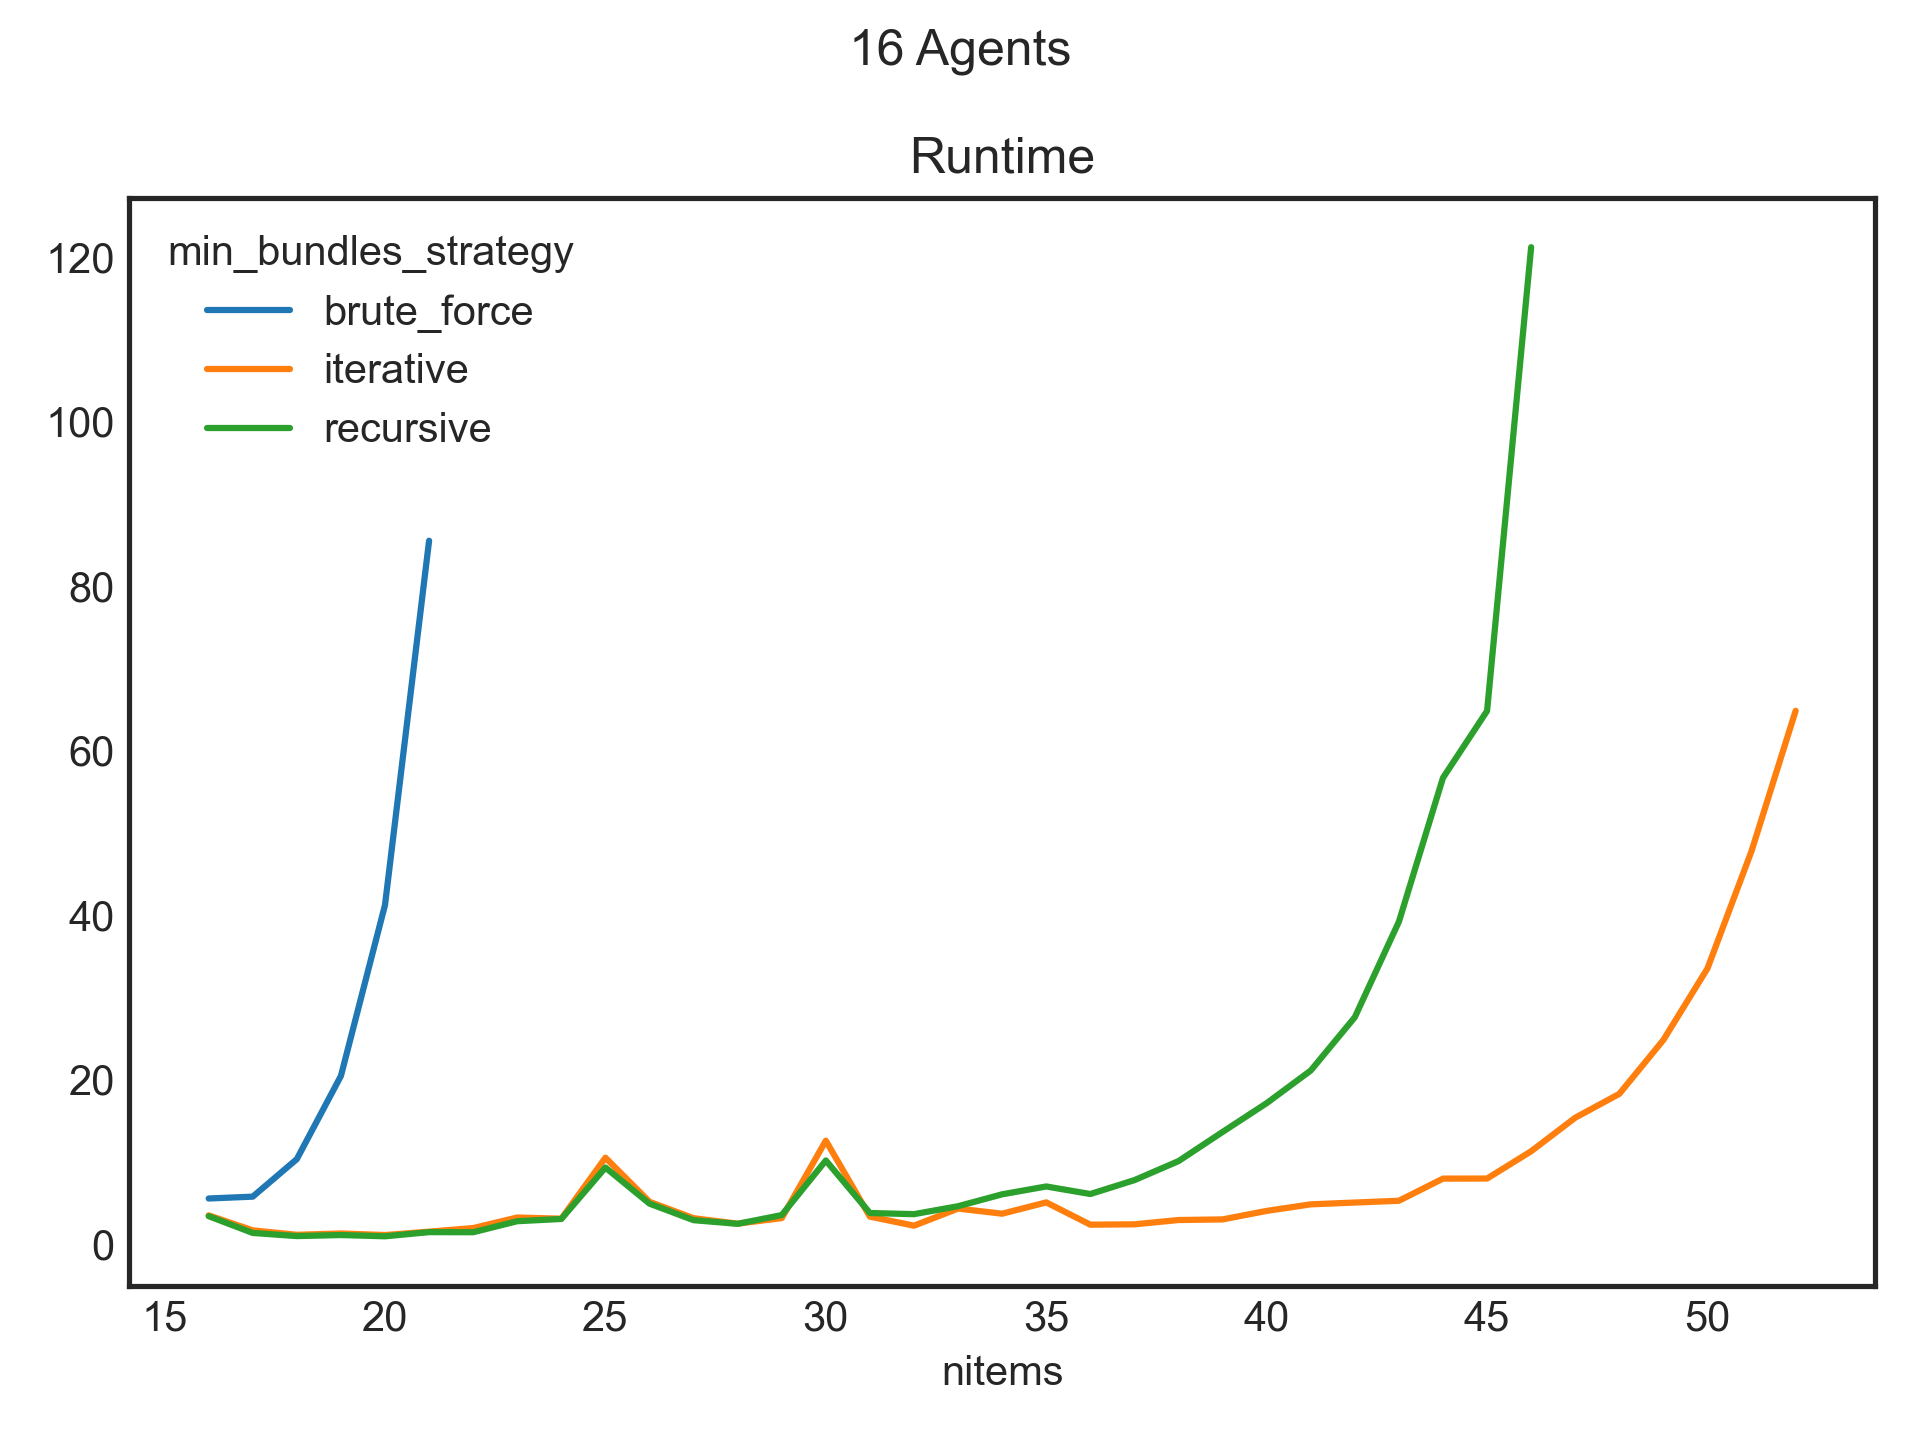 16 Agents
Runtime
min_bundles_strategy
brute_force
iterative
recursive
120
100
80
60
40
20
0
15 20 25 30 35 40 45 50
nitems